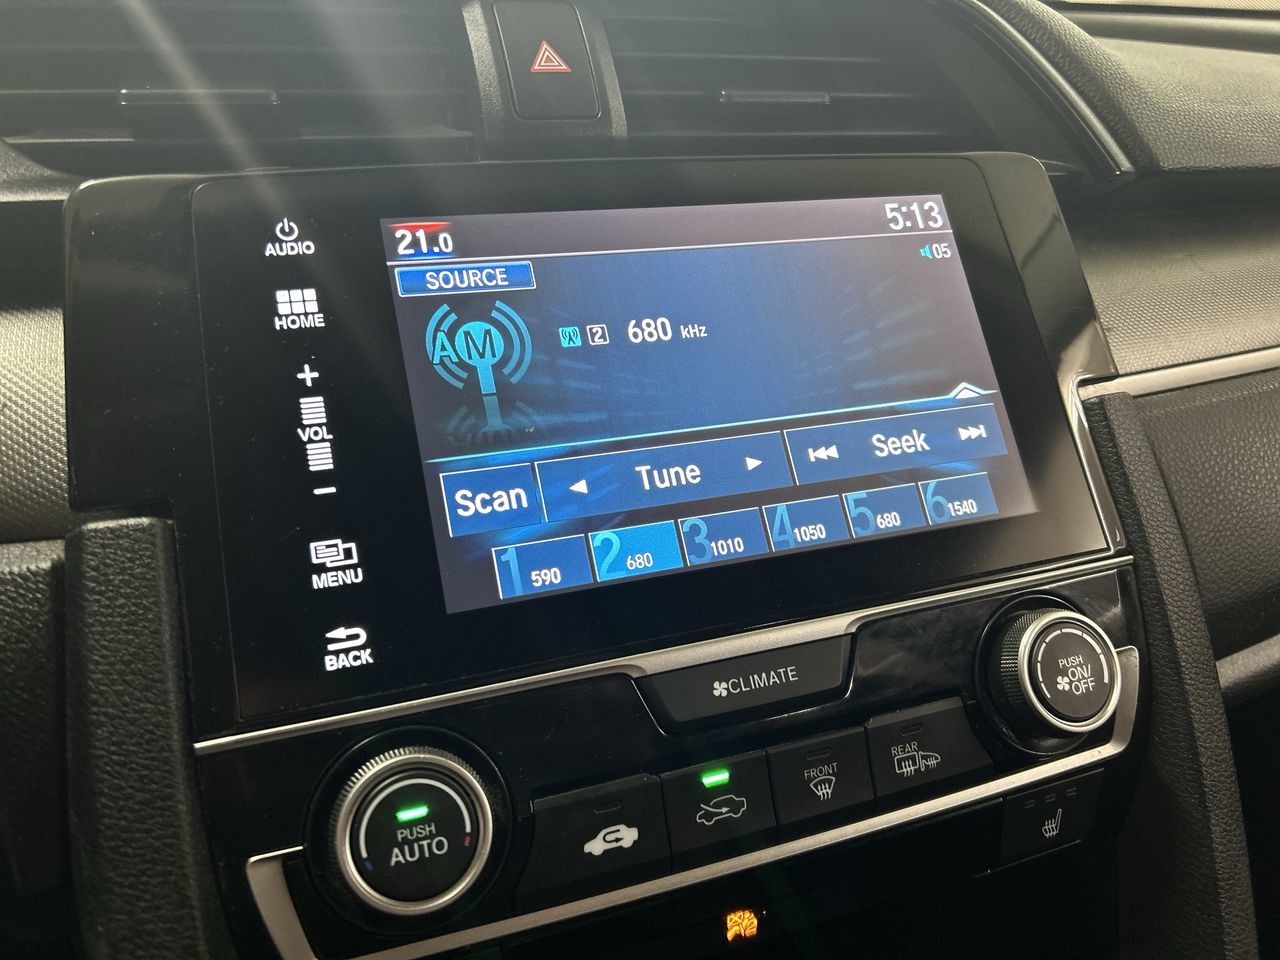 AUDIO
HOME
+
VOL
-
MENU
BACK
21.0
5:13
SOURCE
05
AM
2 680 kHz
Scan
Tune
Seek
1 590
2 680
3 1010
4 1050
5 680
6 1540
CLIMATE
PUSH
ON/
OFF
PUSH
AUTO
FRONT
REAR